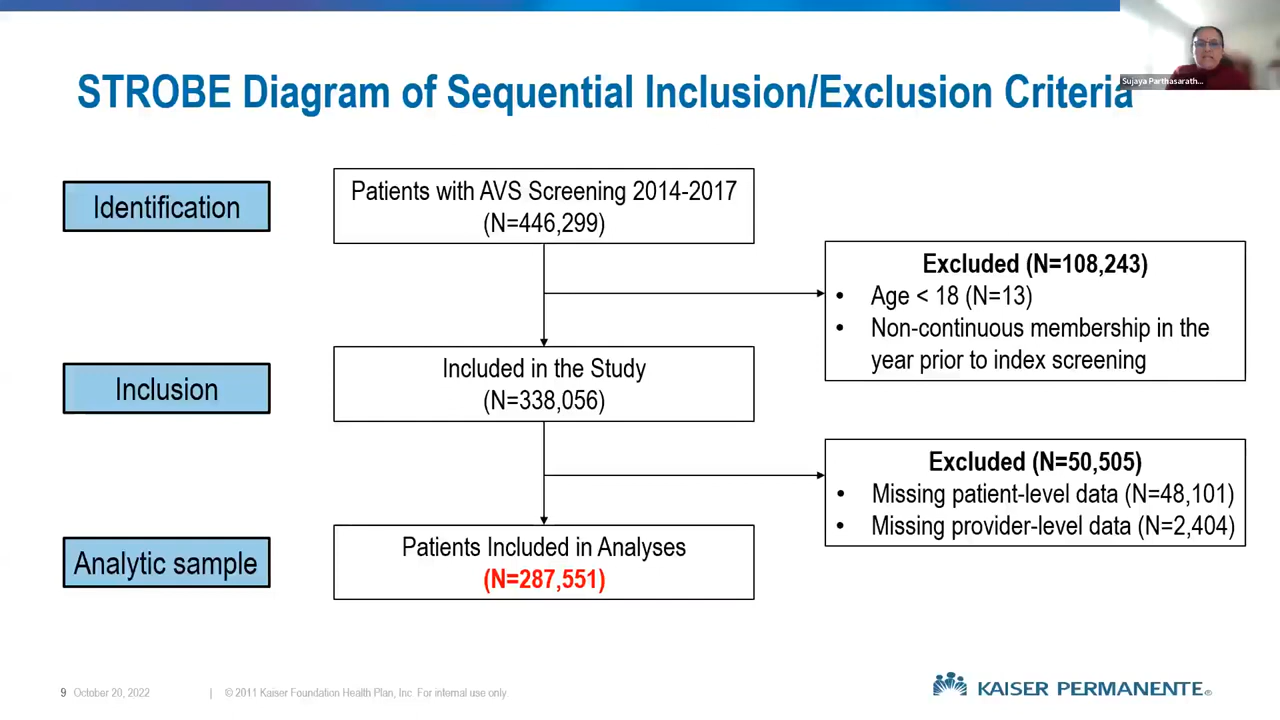 Sujaya Parthasarath...
STROBE Diagram of Sequential Inclusion/Exclusion Criteria
Identification
Patients with AVS Screening 2014-2017
(N=446,299)
Excluded (N=108,243)
• Age < 18 (N=13)
• Non-continuous membership in the
year prior to index screening
Inclusion
Included in the Study
(N=338,056)
Excluded (N=50,505)
• Missing patient-level data (N=48,101)
• Missing provider-level data (N=2,404)
Analytic sample
Patients Included in Analyses
(N=287,551)
9 October 20, 2022 | © 2011 Kaiser Foundation Health Plan, Inc. For internal use only.
KAISER PERMANENTE®